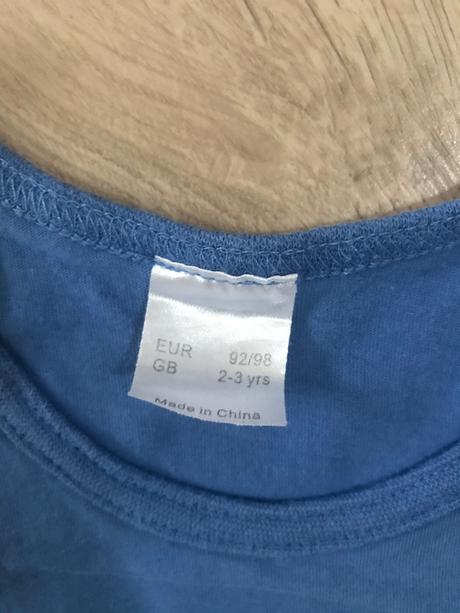 EUR 92/98
GB 2-3 yrs
Made in China